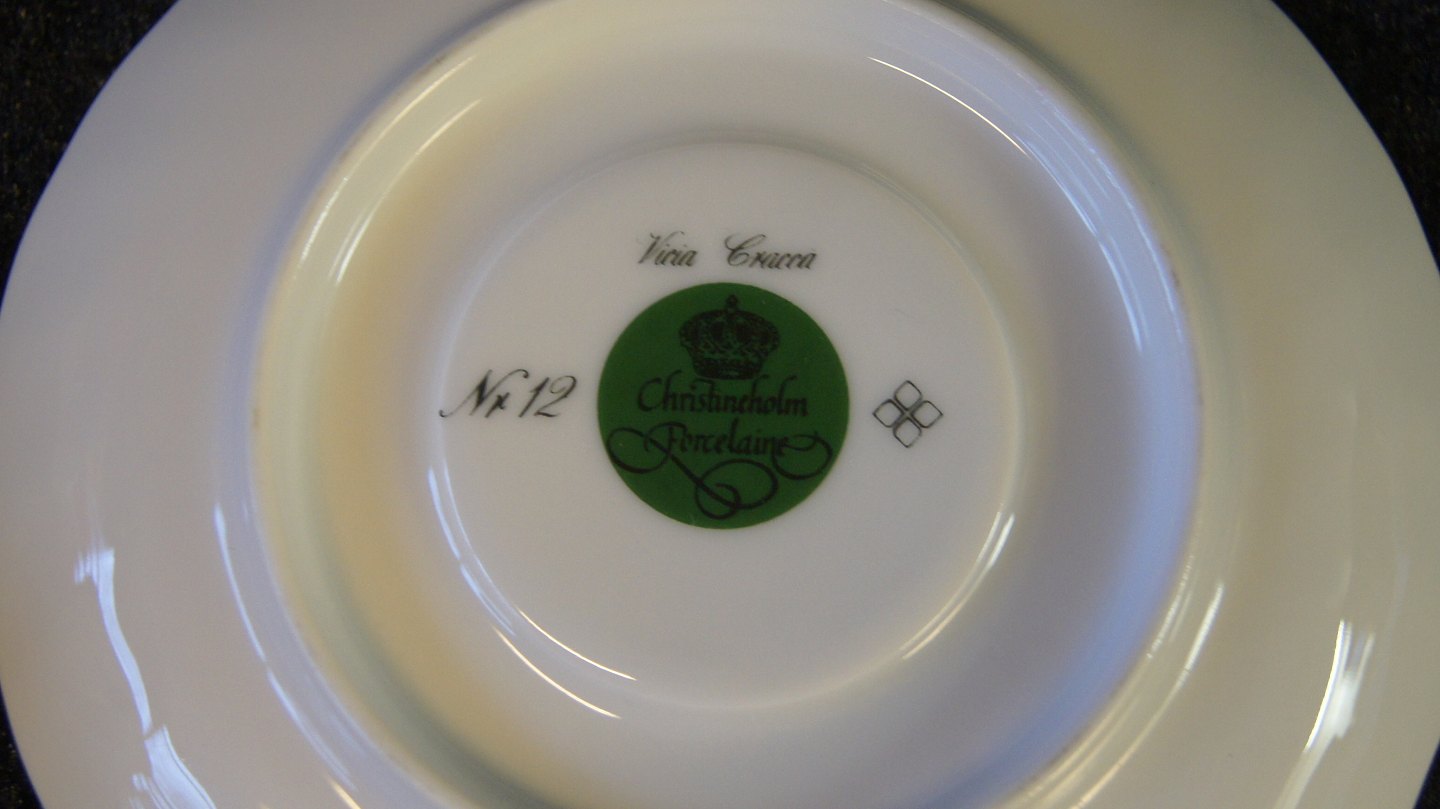 Vicia Cracca
Nr 12
Christineholm
Porcelaine